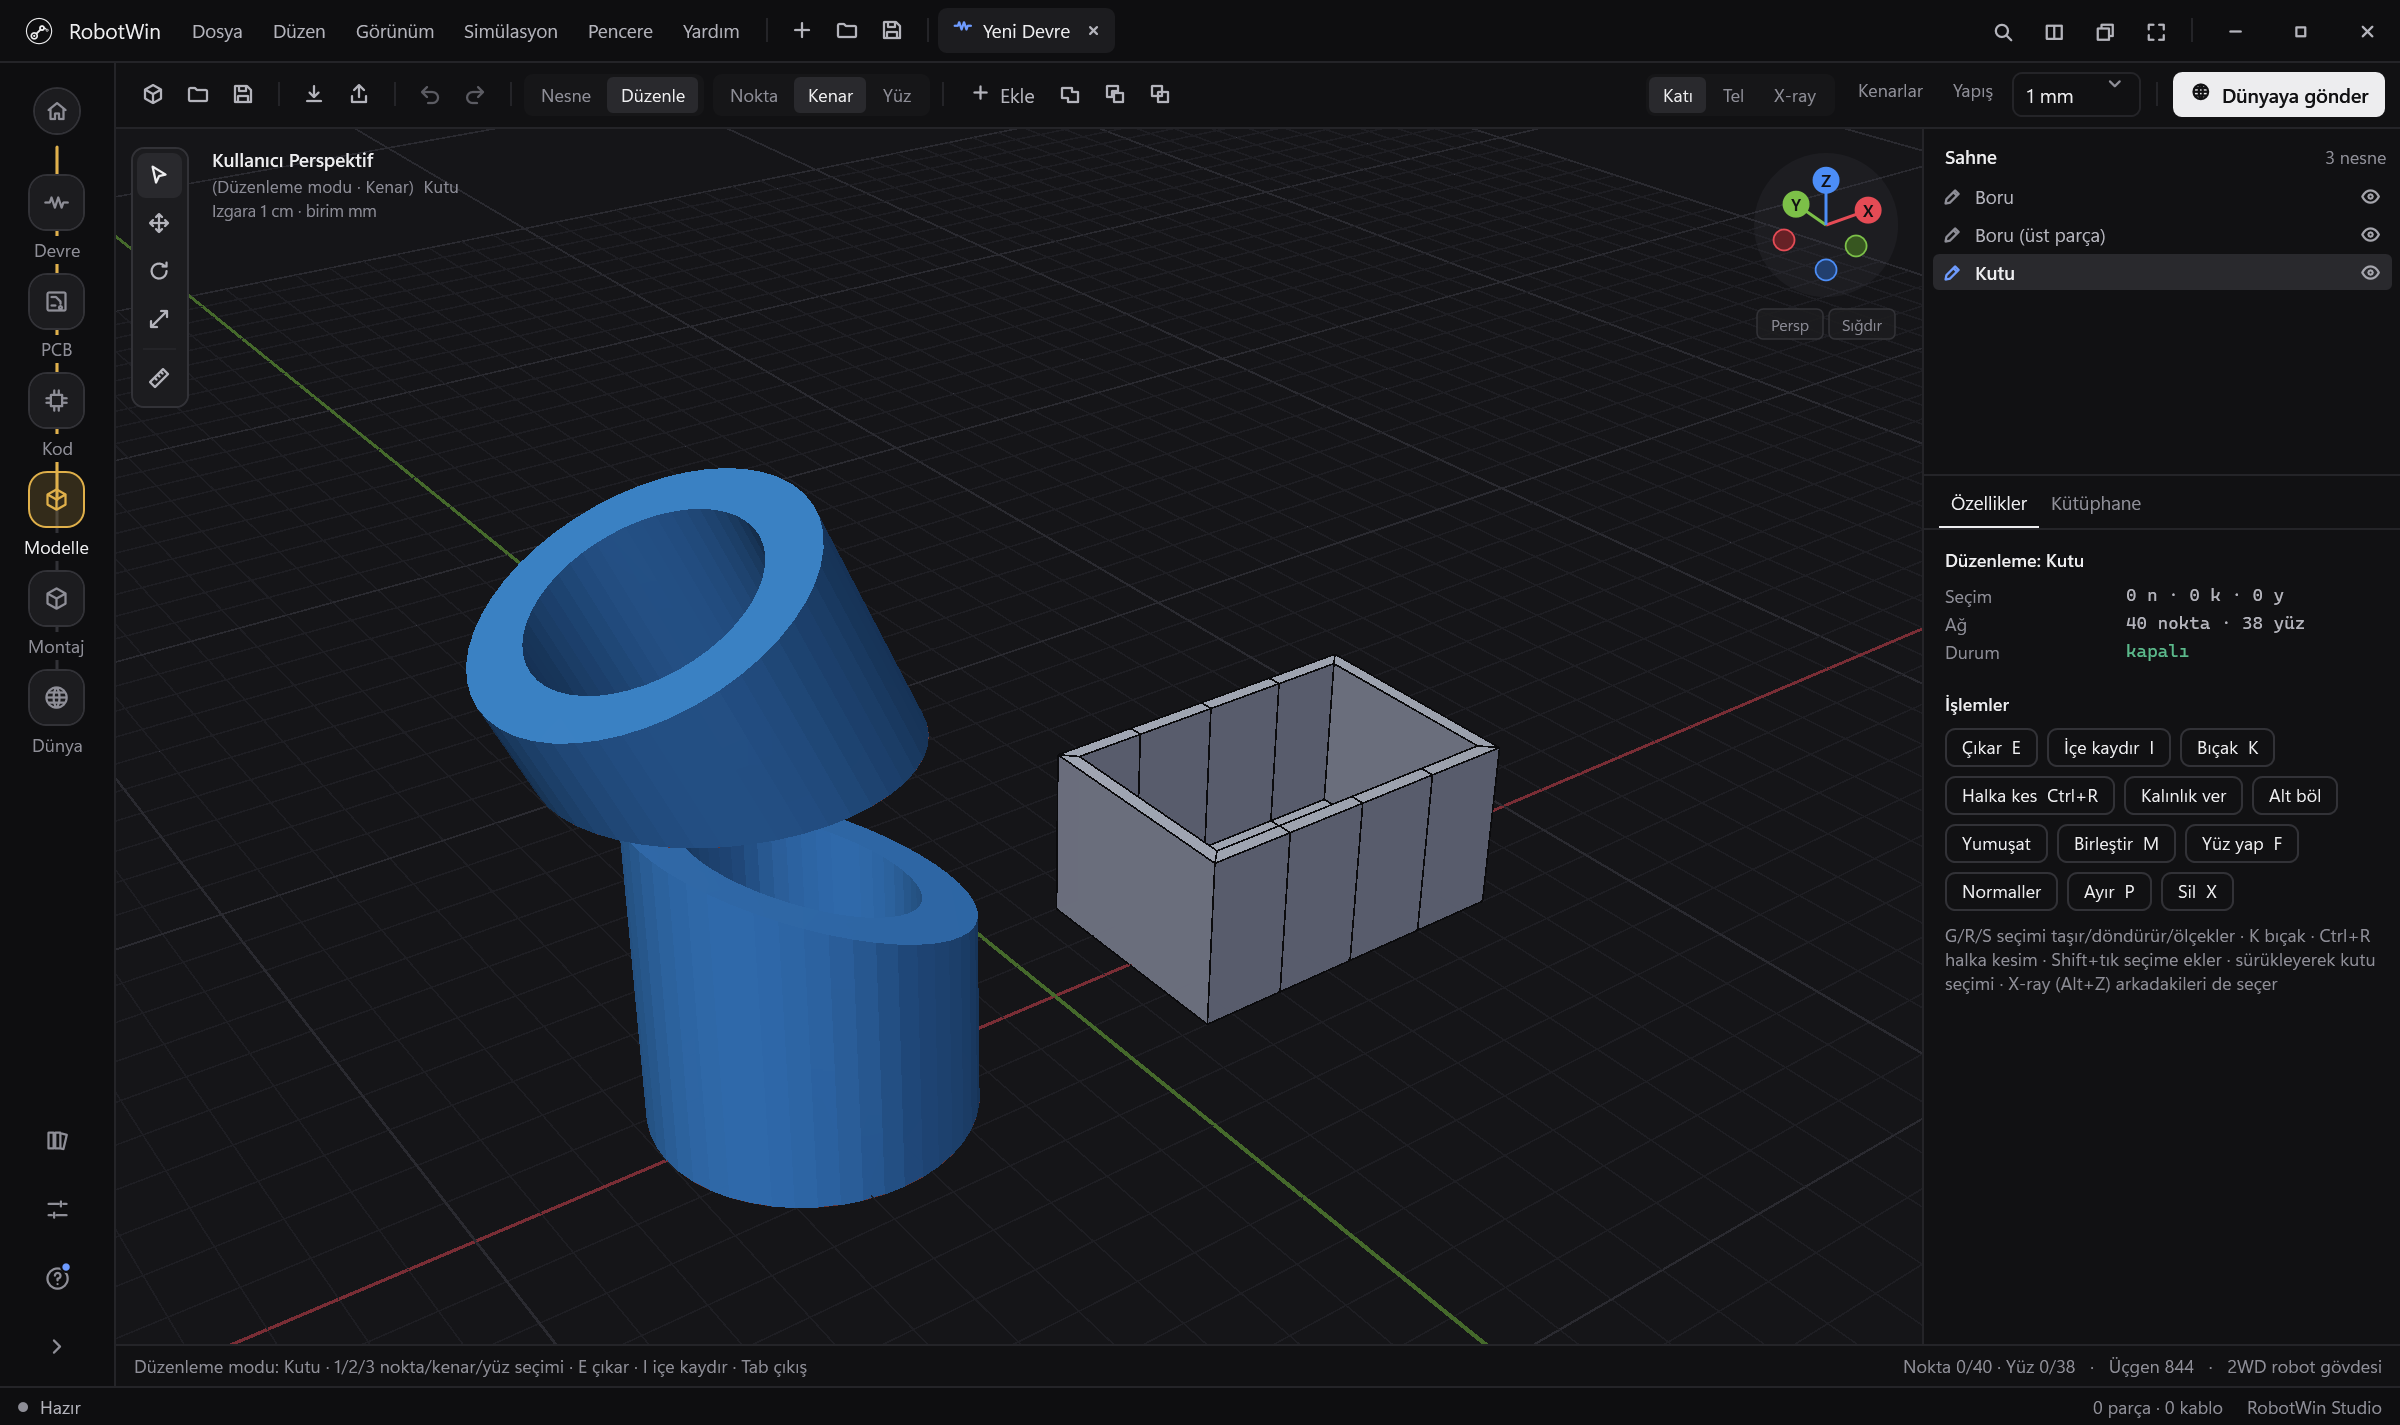 RobotWin Dosya Düzen Görünüm Simülasyon Pencere Yardım Yeni Devre
Nesne Düzenle Nokta Kenar Yüz Ekle Katı Tel X-ray Kenarlar Yapış 1 mm Dünyaya gönder
Devre
PCB
Kod
Modelle
Montaj
Dünya
Kullanıcı Perspektif
(Düzenleme modu · Kenar) Kutu
Izgara 1 cm · birim mm
Z
Y
X
Persp Sığdır
Sahne 3 nesne
Boru
Boru (üst parça)
Kutu
Özellikler Kütüphane
Düzenleme: Kutu
Seçim 0 n · 0 k · 0 y
Ağ 40 nokta · 38 yüz
Durum kapalı
İşlemler
Çıkar E İçe kaydır I Bıçak K
Halka kes Ctrl+R Kalınlık ver Alt böl
Yumuşat Birleştir M Yüz yap F
Normaller Ayır P Sil X
G/R/S seçimi taşır/döndürür/ölçekler · K bıçak · Ctrl+R
halka kesim · Shift+tık seçime ekler · sürükleyerek kutu
seçimi · X-ray (Alt+Z) arkadakileri de seçer
Düzenleme modu: Kutu · 1/2/3 nokta/kenar/yüz seçimi · E çıkar · I içe kaydır · Tab çıkış
Nokta 0/40 · Yüz 0/38 · Üçgen 844 · 2WD robot gövdesi
Hazır
0 parça · 0 kablo RobotWin Studio